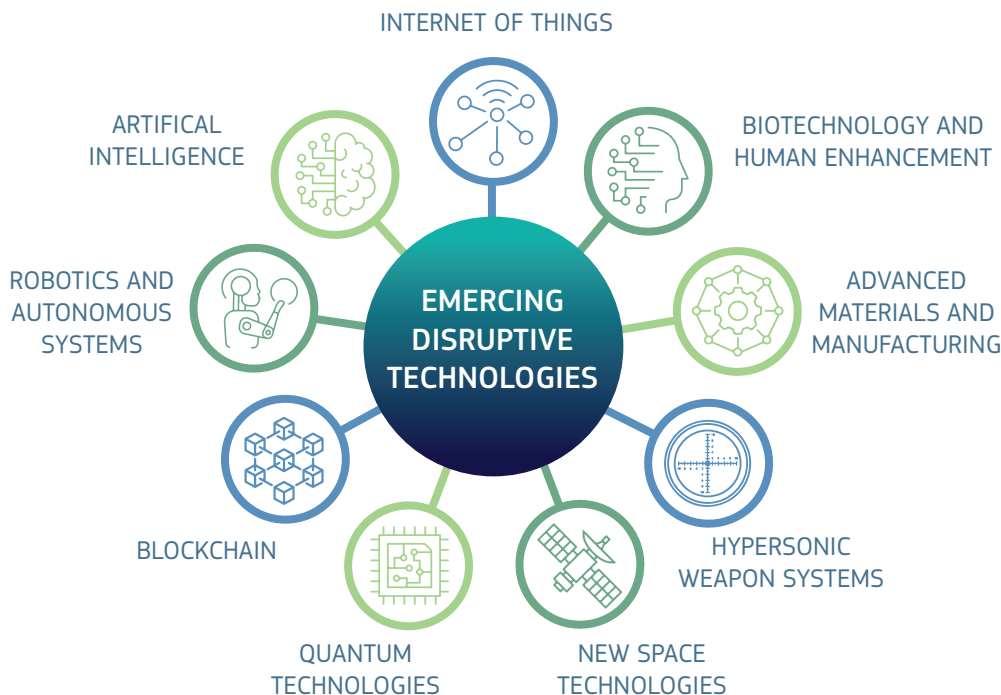 INTERNET OF THINGS
ARTIFICAL
INTELLIGENCE
BIOTECHNOLOGY AND
HUMAN ENHANCEMENT
ROBOTICS AND
AUTONOMOUS
SYSTEMS
EMERCING
DISRUPTIVE
TECHNOLOGIES
ADVANCED
MATERIALS AND
MANUFACTURING
BLOCKCHAIN
HYPERSONIC
WEAPON SYSTEMS
QUANTUM
TECHNOLOGIES
NEW SPACE
TECHNOLOGIES